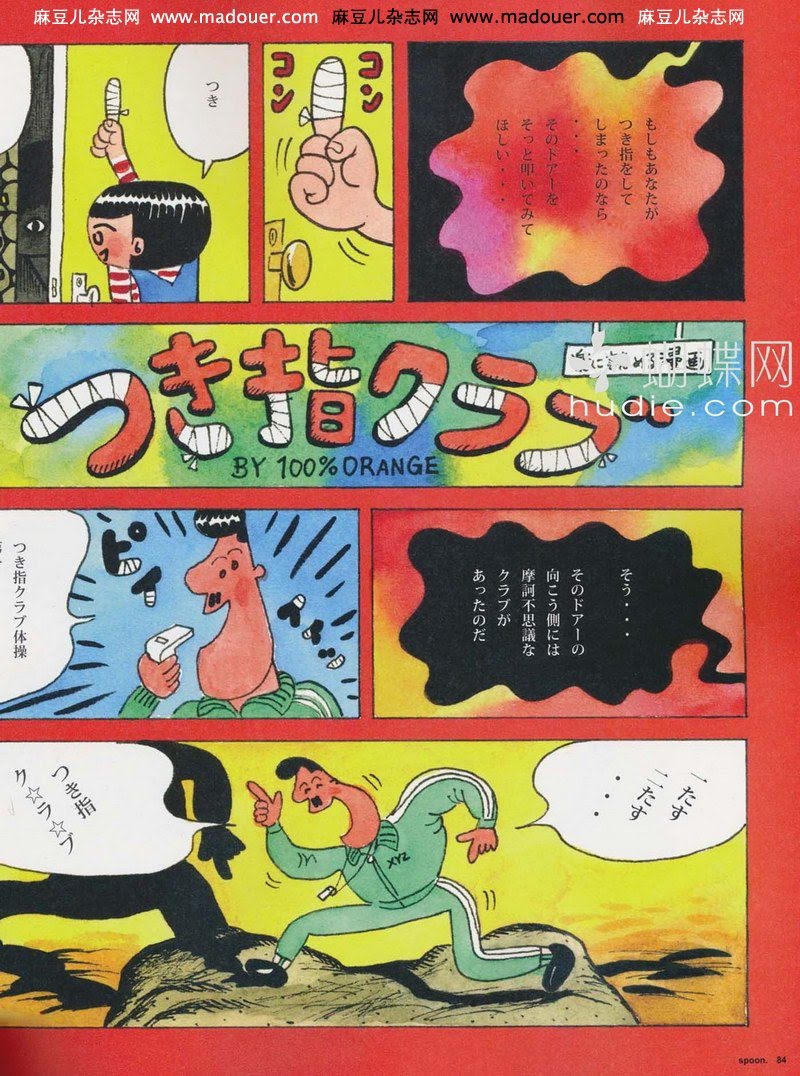 麻豆儿杂志网 www.madouer.com 麻豆儿杂志网 www.madouer.com 麻豆儿杂志网
もしもあなたが
つき指をして
しまったのなら
・・・
そのドアーを
そっと叩いてみて
ほしい・・・
コン
コン
つき
つき指クラブ
BY 100% ORANGE
蝴蝶网
hudie.com
そう・・・
そのドアーの
向こう側には
摩訶不思議な
クラブが
あったのだ
つき指クラブ体操
一たす
二たす
・・・
XYZ
つき指
ク☆ラ☆ブ
spoon. 84